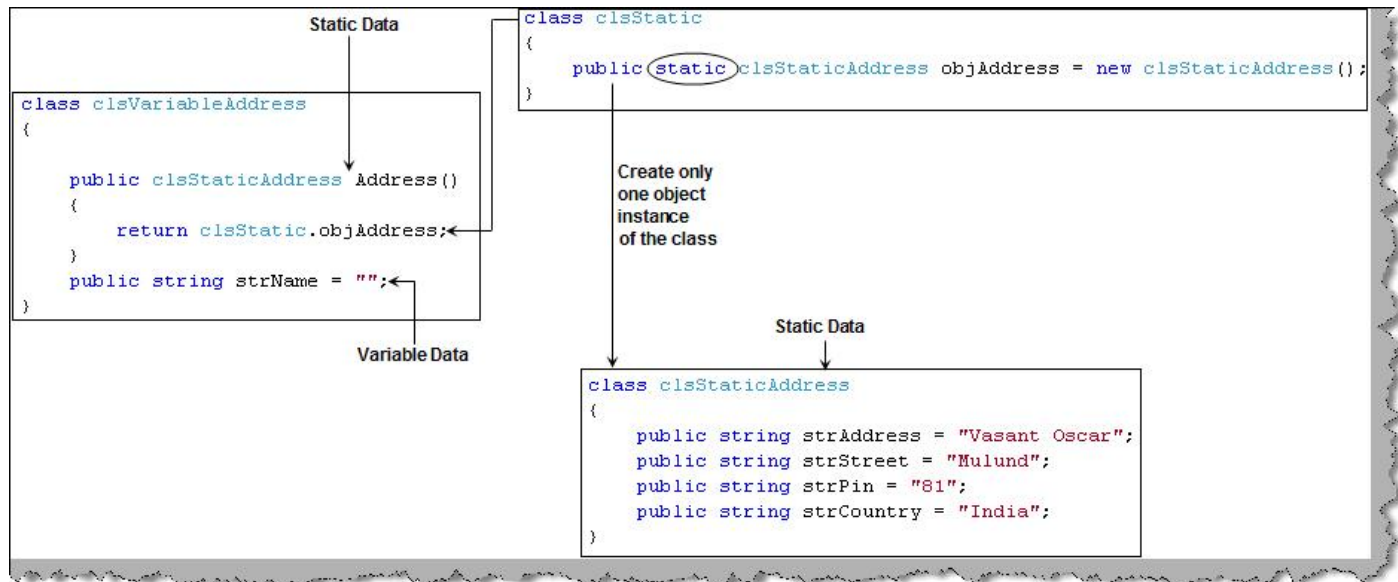 Static Data
class clsStatic
{
public static clsStaticAddress objAddress = new clsStaticAddress();
}
class clsVariableAddress
{
public clsStaticAddress Address()
{
return clsStatic.objAddress;
}
public string strName = "";
}
Variable Data
Create only
one object
instance
of the class
Static Data
class clsStaticAddress
{
public string strAddress = "Vasant Oscar";
public string strStreet = "Mulund";
public string strPin = "81";
public string strCountry = "India";
}